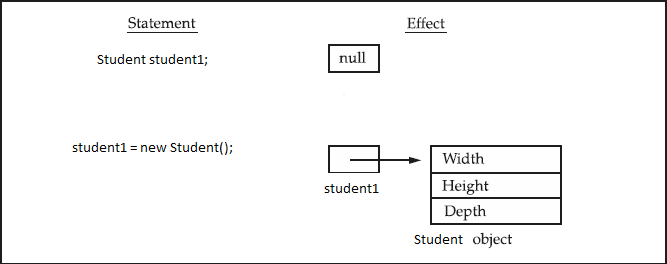 Statement Effect
Student student1; null
student1 = new Student(); Width
student1 Height
Depth
Student object